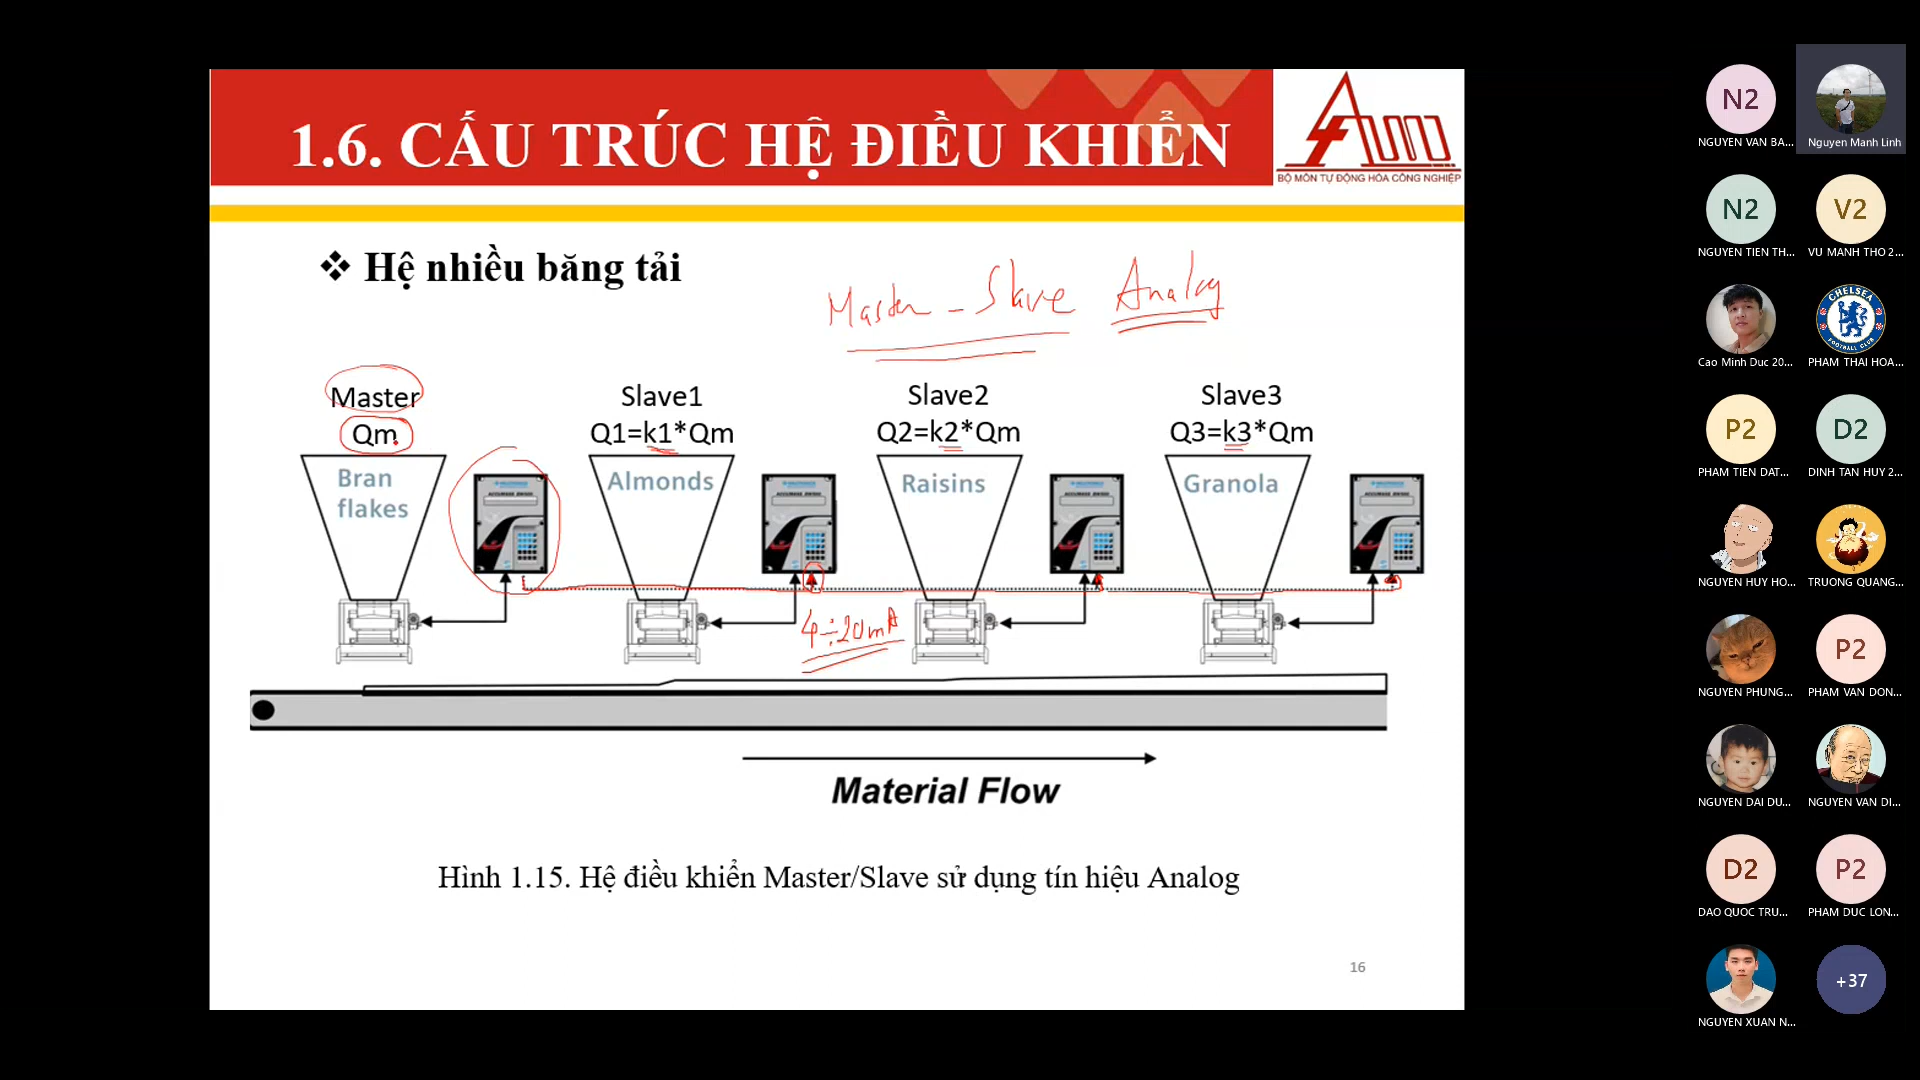 1.6. CẤU TRÚC HỆ ĐIỀU KHIỂN
BỘ MÔN TỰ ĐỘNG HÓA CÔNG NGHIỆP
❖ Hệ nhiều băng tải
Master - Slave Analog
Master
Qm
Slave1
Q1=k1*Qm
Slave2
Q2=k2*Qm
Slave3
Q3=k3*Qm
Bran
flakes
Almonds
Raisins
Granola
4÷20mA
Material Flow
Hình 1.15. Hệ điều khiển Master/Slave sử dụng tín hiệu Analog
16
N2
NGUYEN VAN BA...
Nguyen Manh Linh
N2
NGUYEN TIEN TH...
V2
VU MANH THO 2...
Cao Minh Duc 20...
CHELSEA
FOOTBALL CLUB
PHAM THAI HOA...
P2
PHAM TIEN DAT...
D2
DINH TAN HUY 2...
NGUYEN HUY HO...
TRUONG QUANG...
NGUYEN PHUNG...
P2
PHAM VAN DON...
NGUYEN DAI DU...
NGUYEN VAN DI...
D2
DAO QUOC TRU...
P2
PHAM DUC LON...
NGUYEN XUAN N...
+37